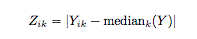 Z_{ik} = |Y_{ik} − median_k(Y)|